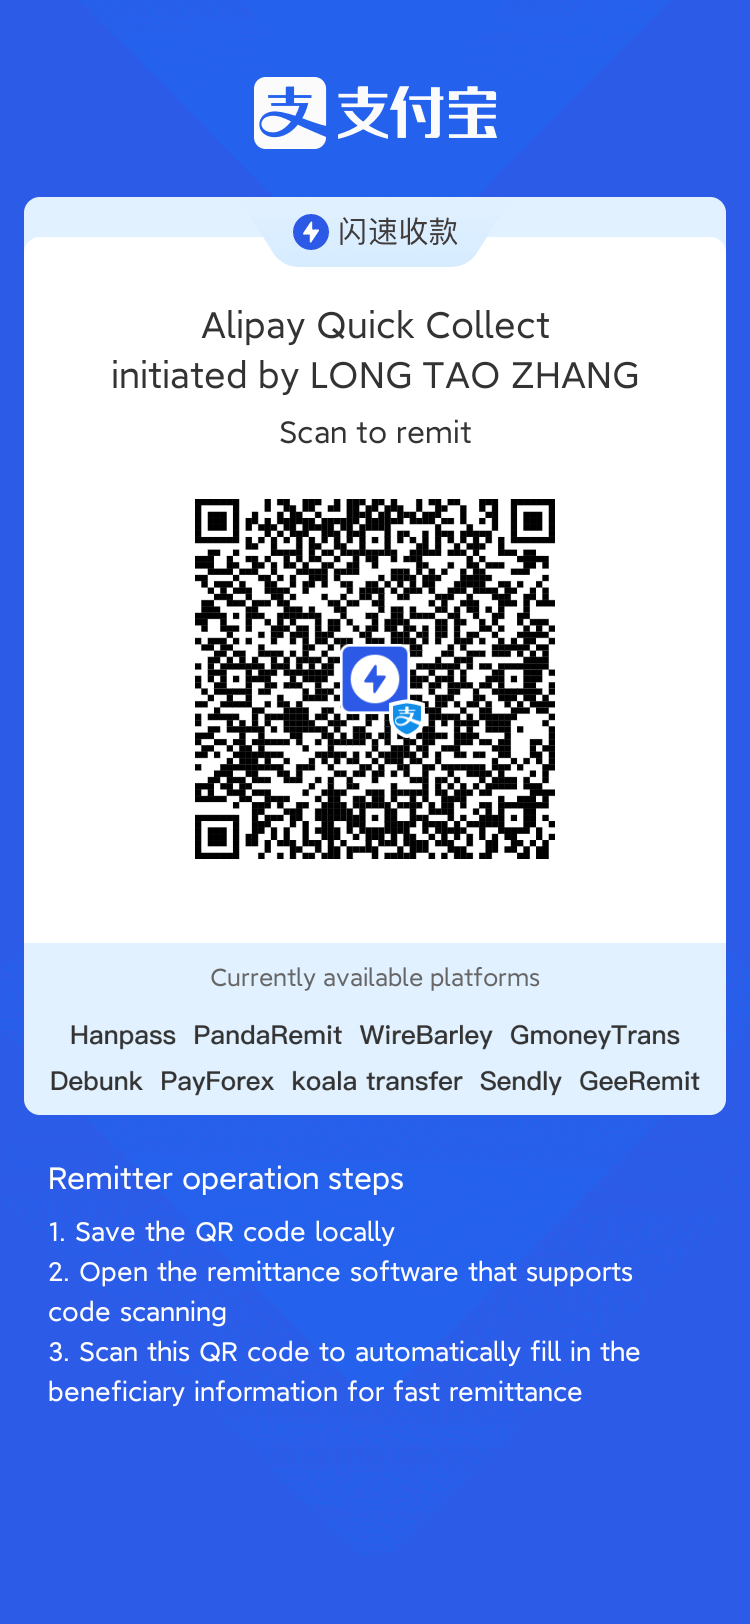 支付宝
闪速收款
Alipay Quick Collect
initiated by LONG TAO ZHANG
Scan to remit
支
Currently available platforms
Hanpass PandaRemit WireBarley GmoneyTrans
Debunk PayForex koala transfer Sendly GeeRemit
Remitter operation steps
1. Save the QR code locally
2. Open the remittance software that supports
code scanning
3. Scan this QR code to automatically fill in the
beneficiary information for fast remittance